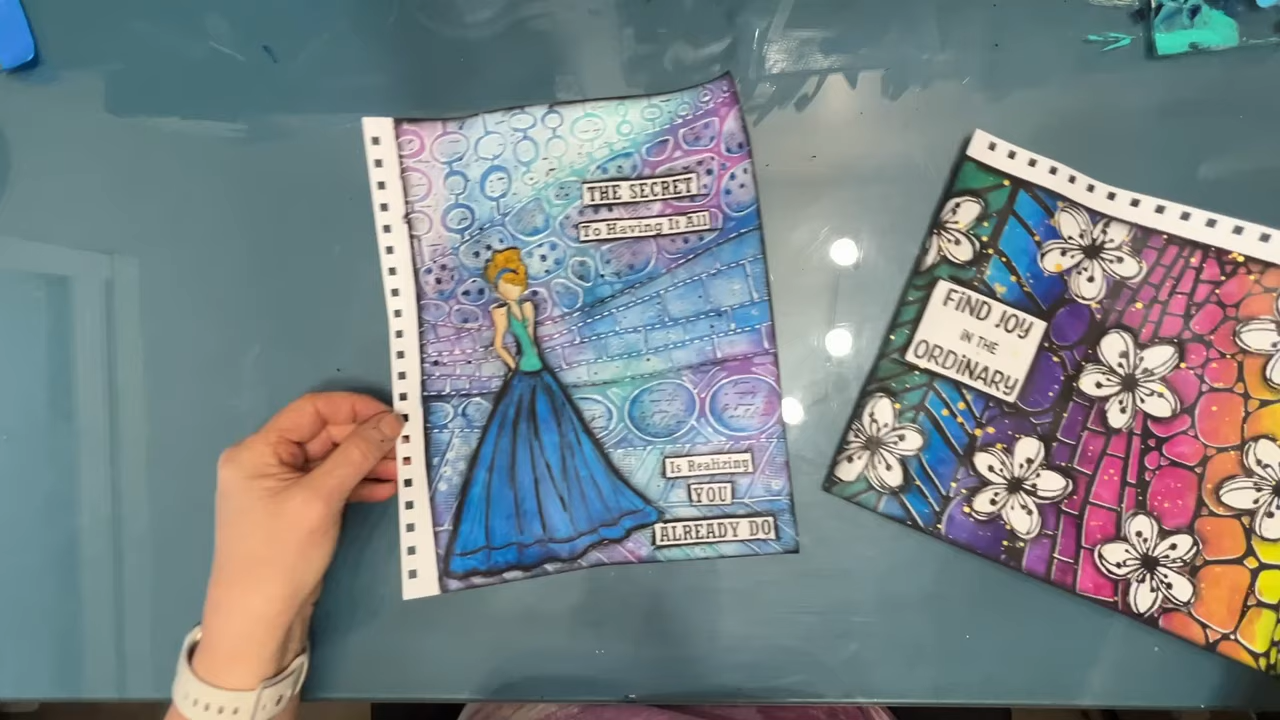 THE SECRET
To Having It All
Is Realizing
YOU
ALREADY DO
FiND JOY
iN THE
ORDiNARY